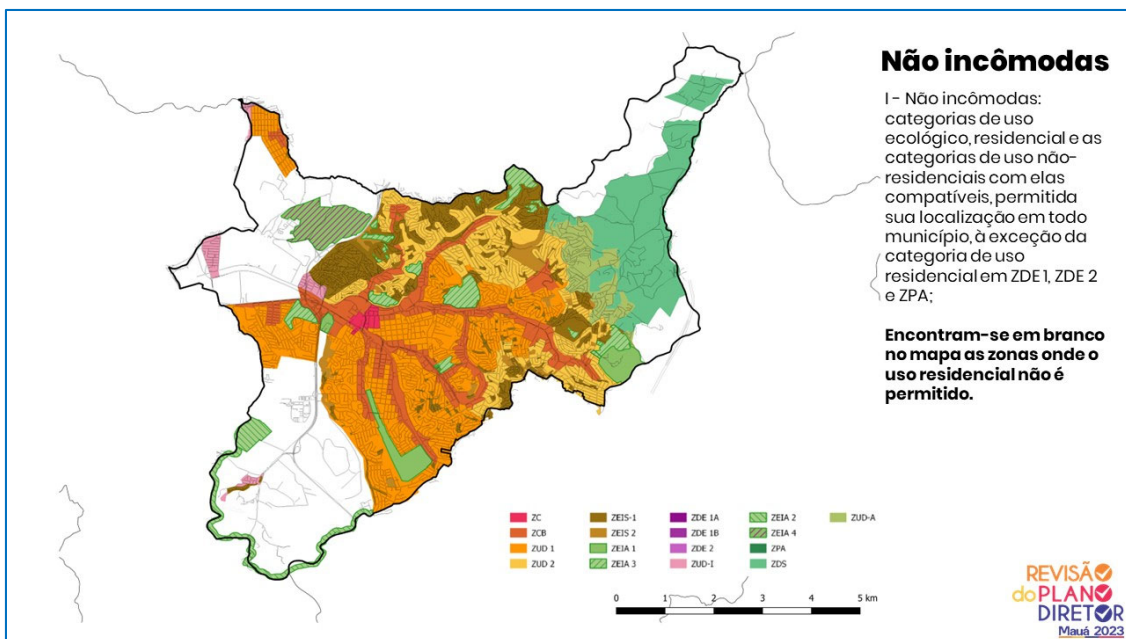 Não incômodas
I - Não incômodas:
categorias de uso
ecológico, residencial e as
categorias de uso não-
residenciais com elas
compatíveis, permitida
sua localização em todo
município, à exceção da
categoria de uso
residencial em ZDE 1, ZDE 2
e ZPA;
Encontram-se em branco
no mapa as zonas onde o
uso residencial não é
permitido.
ZC
ZCB
ZUD 1
ZUD 2
ZEIS-1
ZEIS 2
ZEIA 1
ZEIA 3
ZDE 1A
ZDE 1B
ZDE 2
ZUD-I
ZEIA 2
ZEIA 4
ZPA
ZDS
ZUD-A
0 1 2 3 4 5 km
REVISÃO
do PLANO
DIRETOR
Mauá 2023